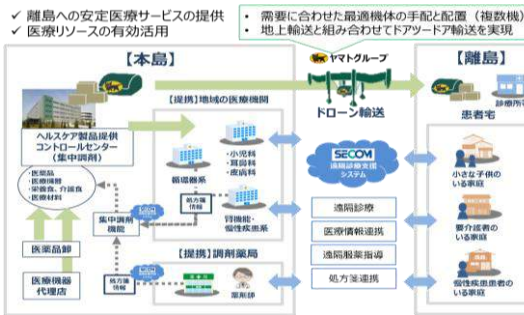 ✓ 離島への安定医療サービスの提供
✓ 医療リソースの有効活用
・ 需要に合わせた最適機体の手配と配置（複数機）
・ 地上輸送と組み合わせてドアツードア輸送を実現
【本島】
ヤマトグループ
ドローン輸送
【離島】
診療所
患者宅
ヘルスケア製品提供
コントロールセンター
（集中調剤）
・医薬品
・医療機器
・栄養食、介護食
・医療材料
医薬品卸
医療機器
代理店
【提携】地域の医療機関
循環器系
・小児科
・耳鼻科
・皮膚科
処方箋
情報
腎機能・
慢性疾患系
集中調剤
機能
【提携】調剤薬局
処方箋
情報
薬剤師
SECOM
遠隔診療支援
システム
遠隔診療
医療情報連携
遠隔服薬指導
処方箋連携
小さな子供の
いる家庭
要介護者の
いる家庭
慢性疾患患者の
いる家庭